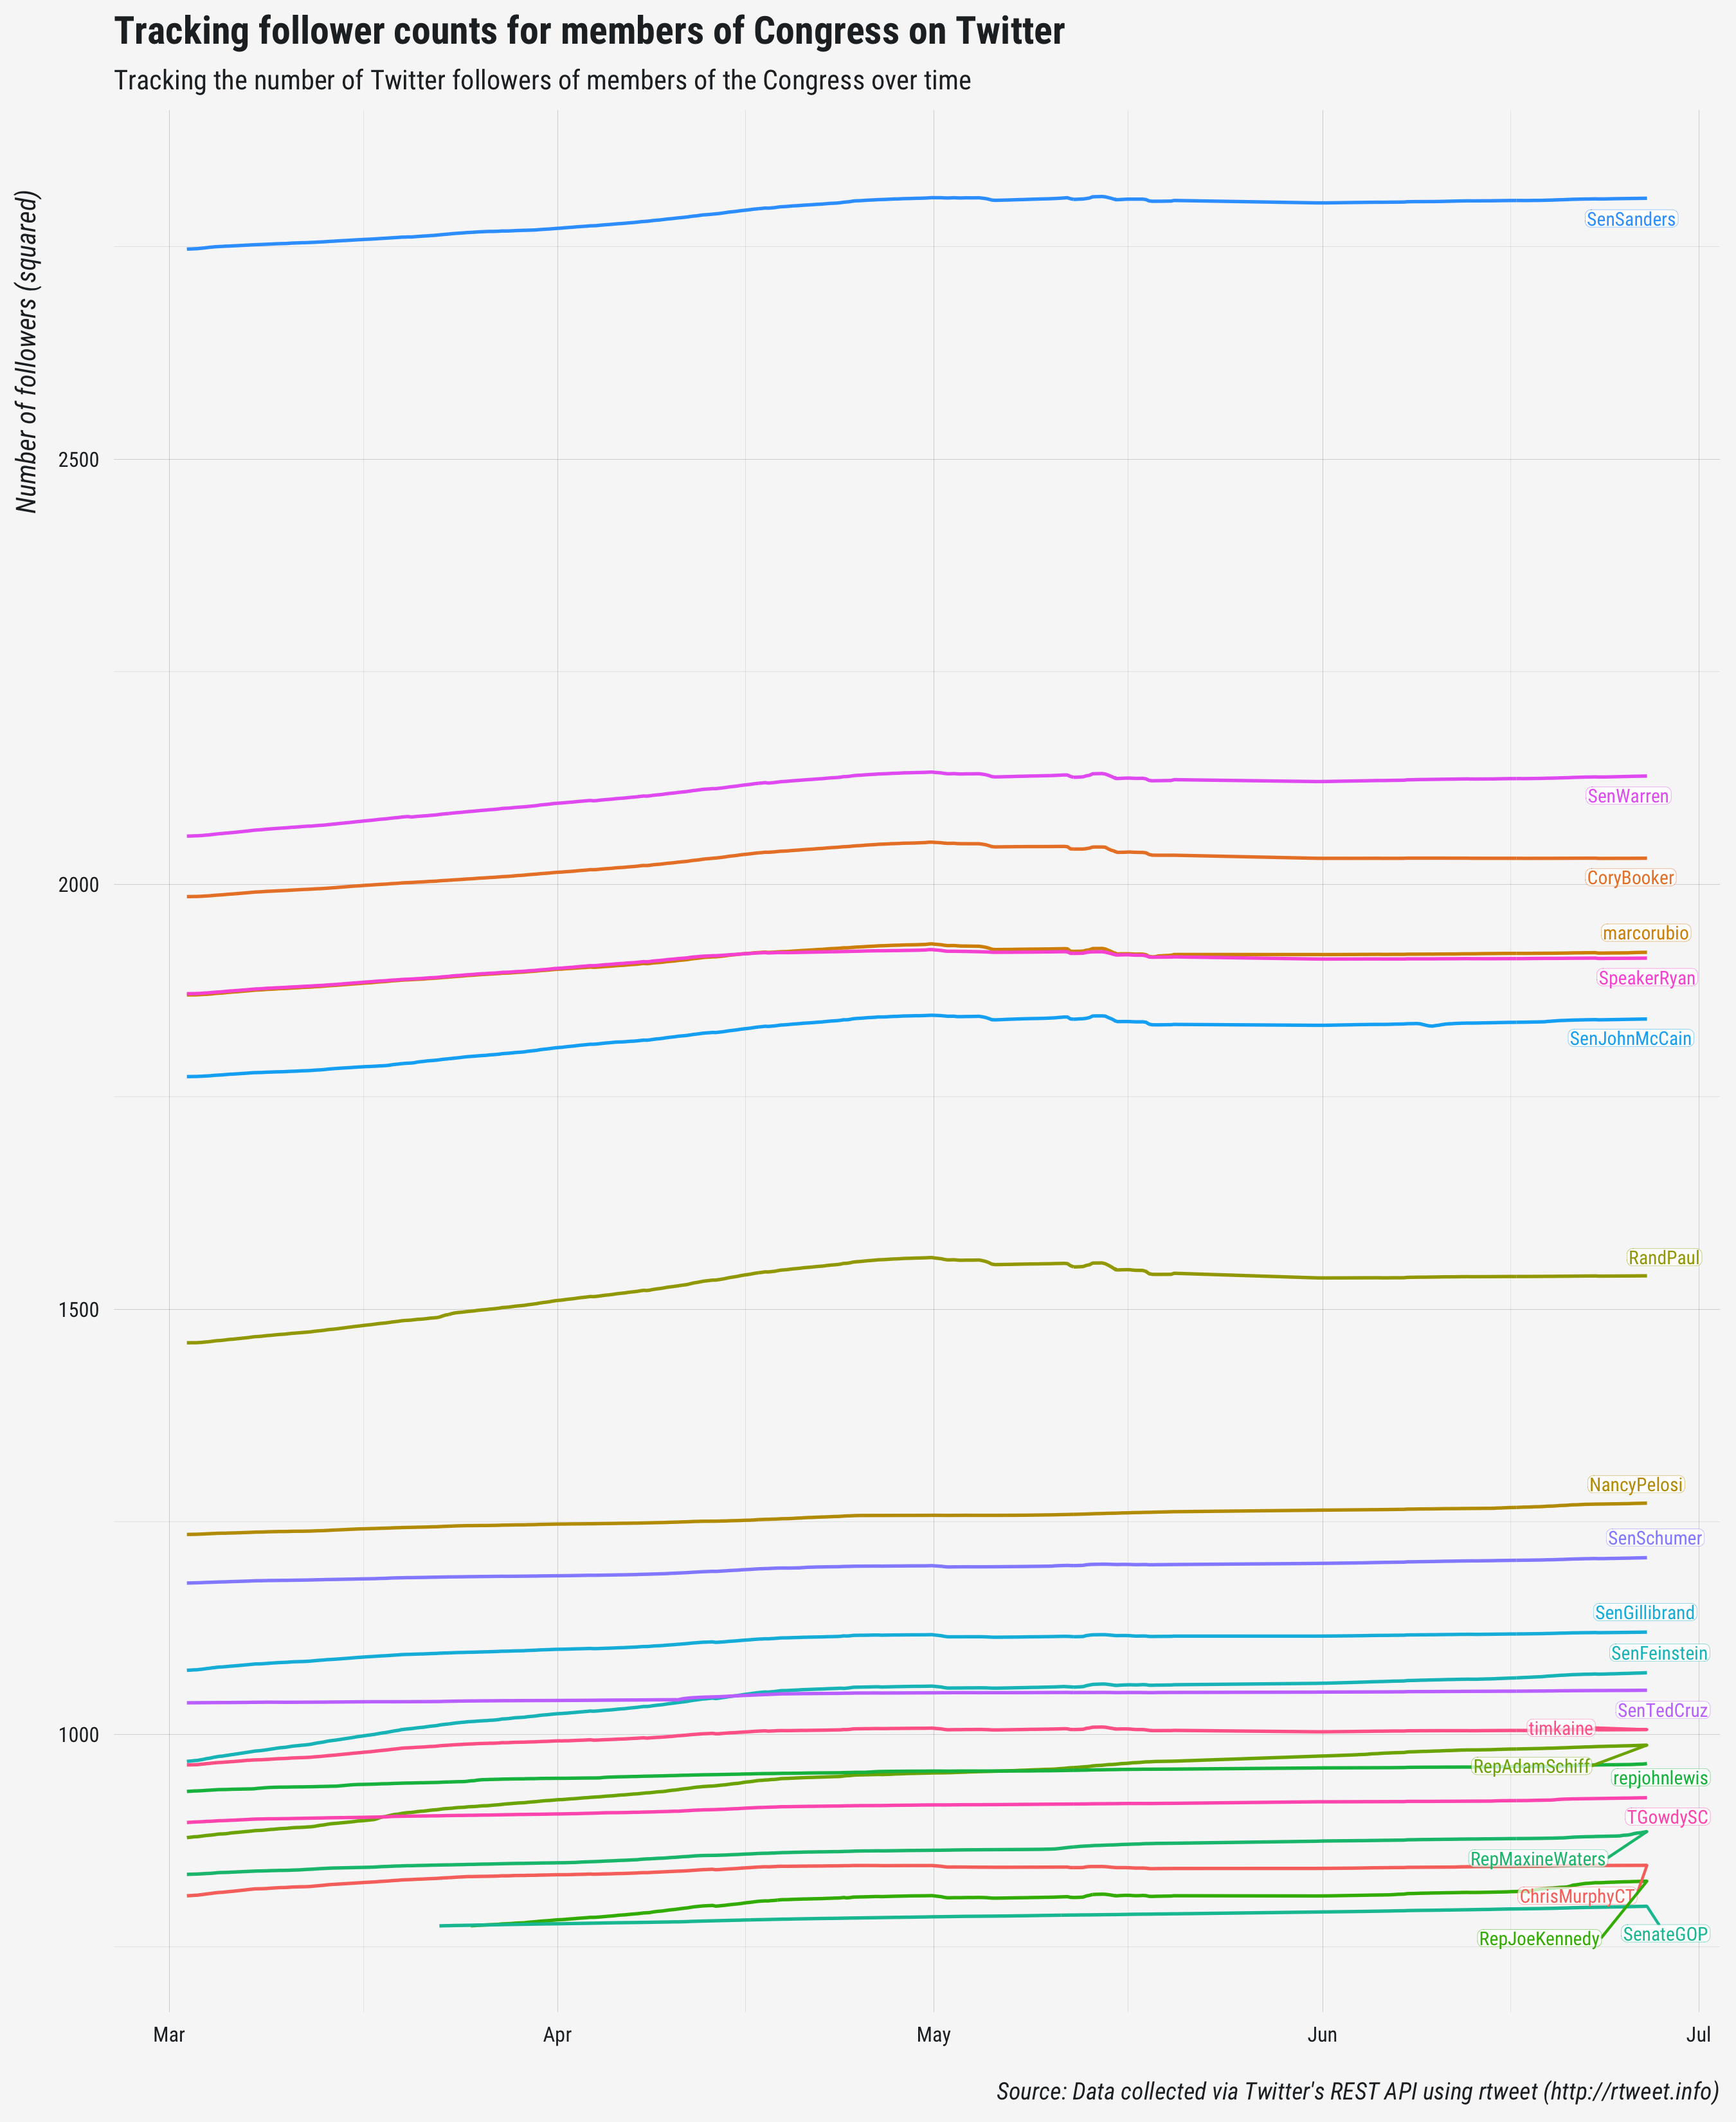 Tracking follower counts for members of Congress on Twitter
Tracking the number of Twitter followers of members of the Congress over time
Number of followers (squared)
SenSanders
2500
SenWarren
2000
CoryBooker
marcorubio
SpeakerRyan
SenJohnMcCain
RandPaul
1500
NancyPelosi
SenSchumer
SenGillibrand
SenFeinstein
SenTedCruz
timkaine
1000
RepAdamSchiff
repjohnlewis
TGowdySC
RepMaxineWaters
ChrisMurphyCT
SenateGOP
RepJoeKennedy
Mar Apr May Jun Jul
Source: Data collected via Twitter's REST API using rtweet (http://rtweet.info)